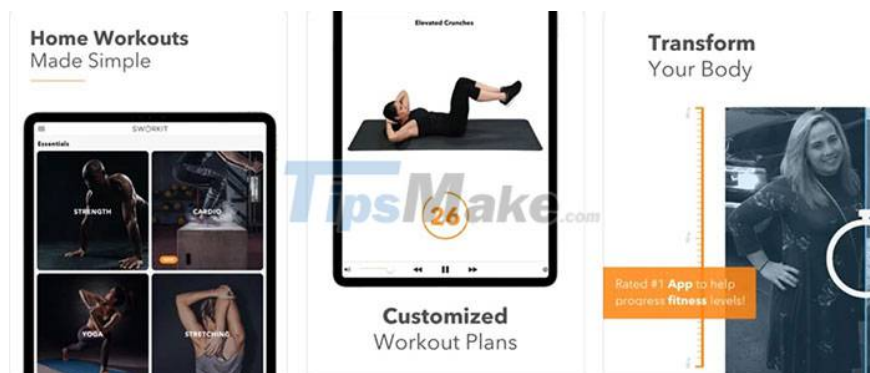 Home Workouts
Made Simple
SWORKIT
Essentials
STRENGTH
CARDIO
YOGA
STRETCHING
Elevated Crunches
26
Customized
Workout Plans
Transform
Your Body
Rated #1 App to help
progress fitness levels!
TipsMake.com